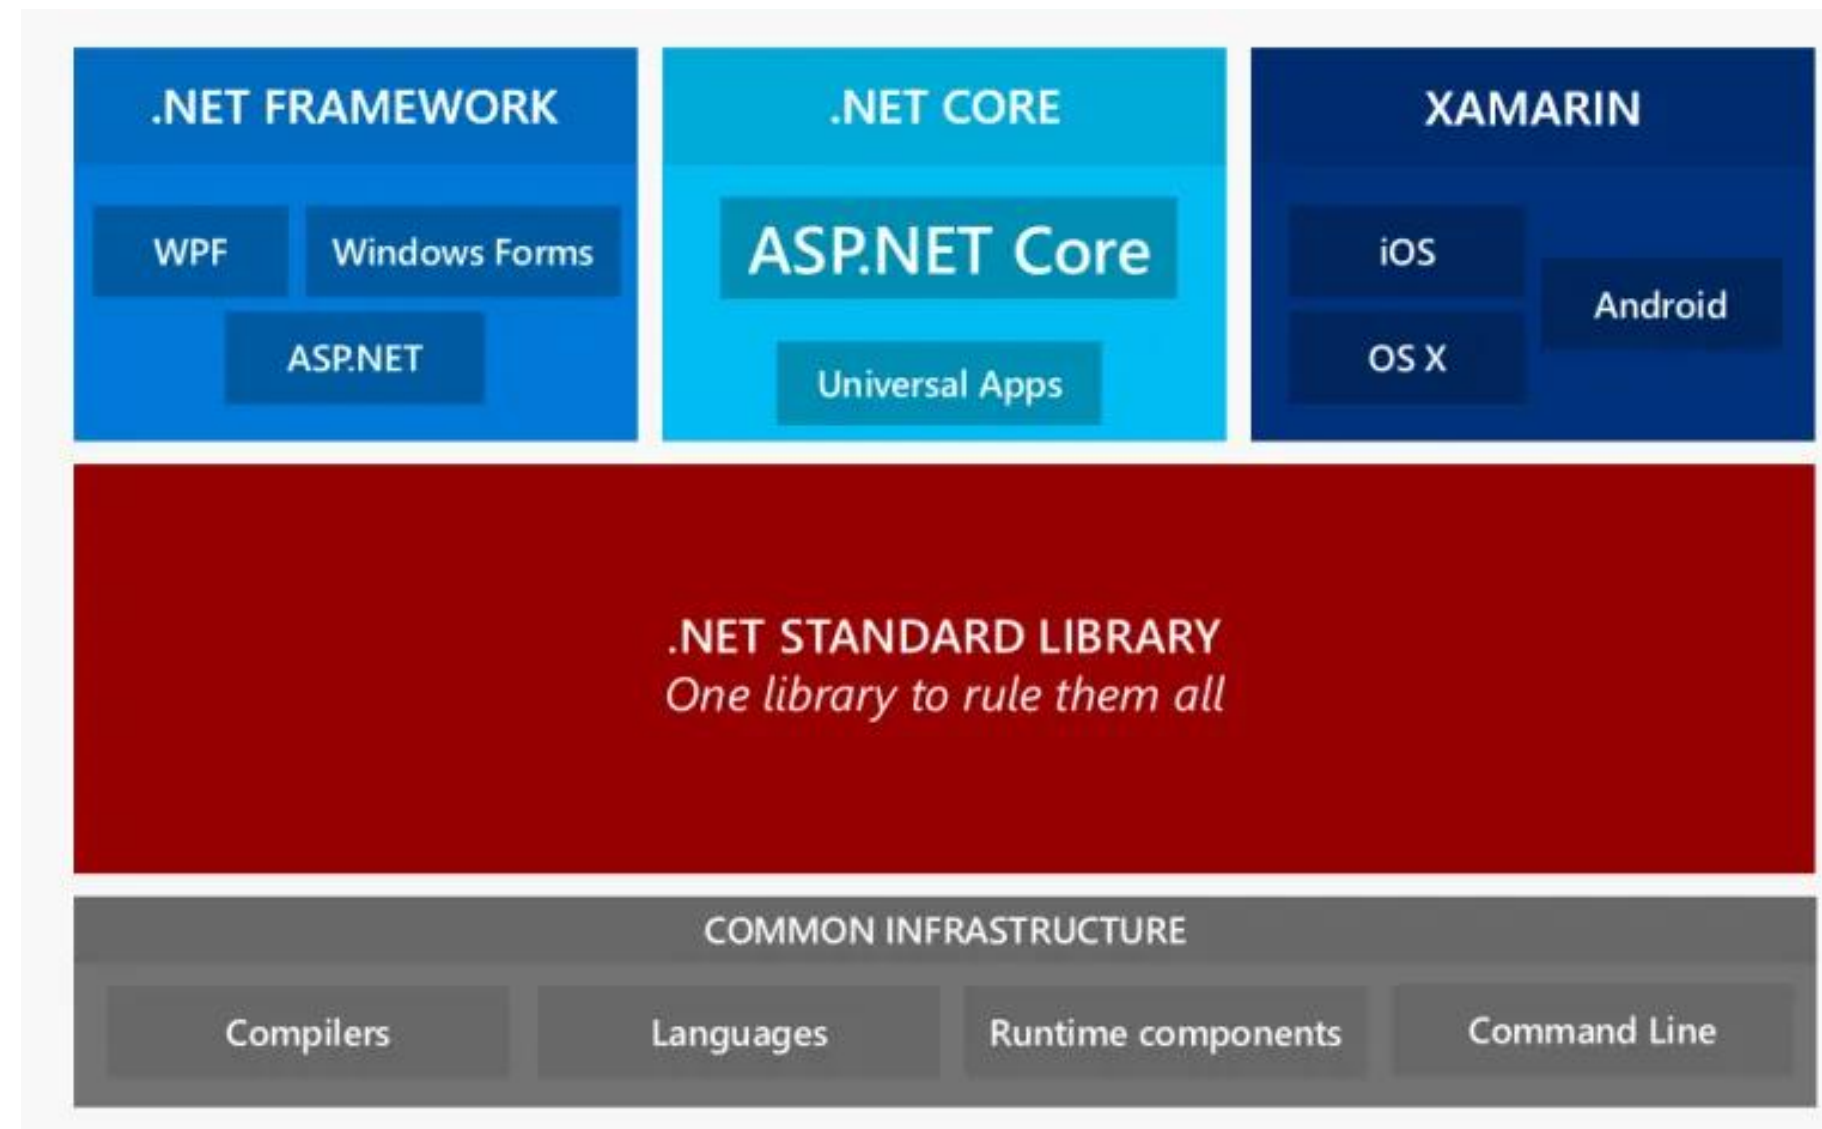 .NET FRAMEWORK
WPF
Windows Forms
ASP.NET
.NET CORE
ASP.NET Core
Universal Apps
XAMARIN
iOS
Android
OS X
.NET STANDARD LIBRARY
One library to rule them all
COMMON INFRASTRUCTURE
Compilers
Languages
Runtime components
Command Line